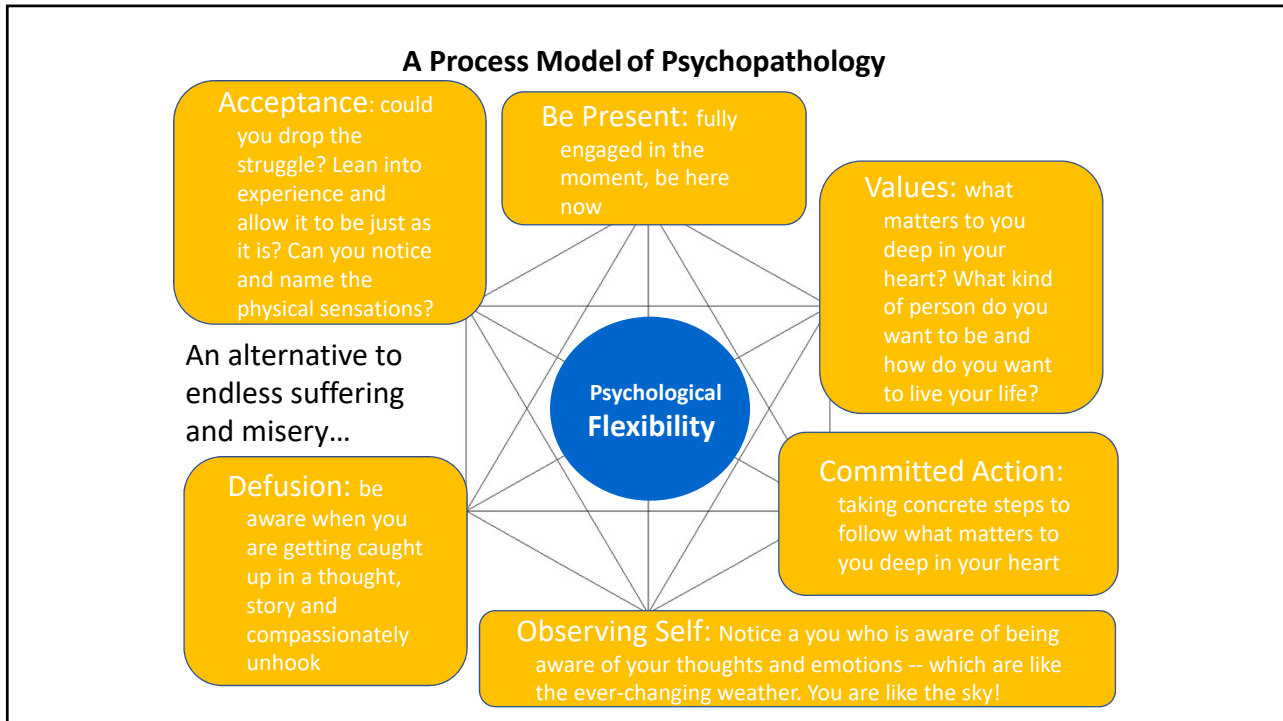 A Process Model of Psychopathology
Acceptance: could
you drop the
struggle? Lean into
experience and
allow it to be just as
it is? Can you notice
and name the
physical sensations?
Be Present: fully
engaged in the
moment, be here
now
Values: what
matters to you
deep in your
heart? What kind
of person do you
want to be and
how do you want
to live your life?
An alternative to
endless suffering
and misery…
Psychological
Flexibility
Committed Action:
taking concrete steps to
follow what matters to
you deep in your heart
Defusion: be
aware when you
are getting caught
up in a thought,
story and
compassionately
unhook
Observing Self: Notice a you who is aware of being
aware of your thoughts and emotions -- which are like
the ever-changing weather. You are like the sky!